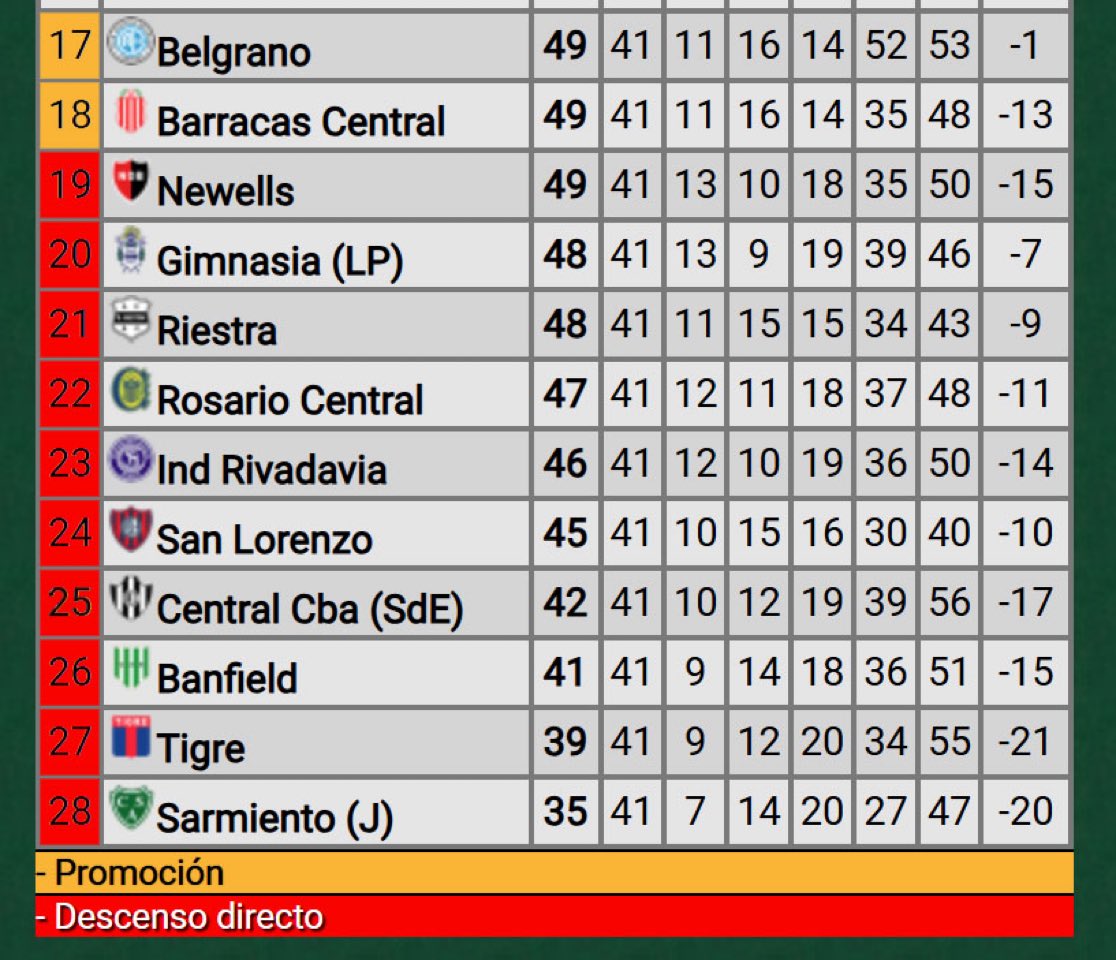 17 Belgrano 49 41 11 16 14 52 53 -1
18 Barracas Central 49 41 11 16 14 35 48 -13
19 Newells 49 41 13 10 18 35 50 -15
20 Gimnasia (LP) 48 41 13 9 19 39 46 -7
21 Riestra 48 41 11 15 15 34 43 -9
22 Rosario Central 47 41 12 11 18 37 48 -11
23 Ind Rivadavia 46 41 12 10 19 36 50 -14
24 San Lorenzo 45 41 10 15 16 30 40 -10
25 Central Cba (SdE) 42 41 10 12 19 39 56 -17
26 Banfield 41 41 9 14 18 36 51 -15
27 TIGRE Tigre 39 41 9 12 20 34 55 -21
28 Sarmiento (J) 35 41 7 14 20 27 47 -20
- Promoción
- Descenso directo